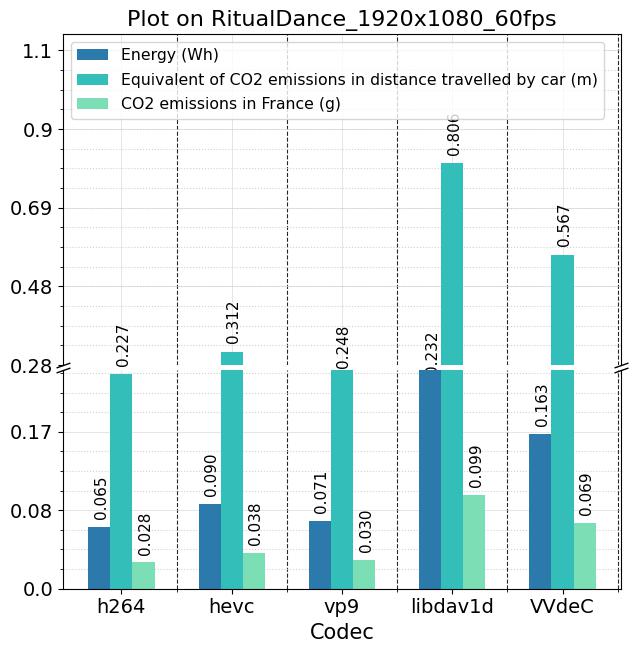 Plot on RitualDance_1920x1080_60fps
Energy (Wh)
Equivalent of CO2 emissions in distance travelled by car (m)
CO2 emissions in France (g)
1.1
0.9
0.69
0.48
0.28
0.17
0.08
0.0
0.065
0.227
0.028
0.090
0.312
0.038
0.071
0.248
0.030
0.232
0.806
0.099
0.163
0.567
0.069
h264
hevc
vp9
libdav1d
VVdeC
Codec